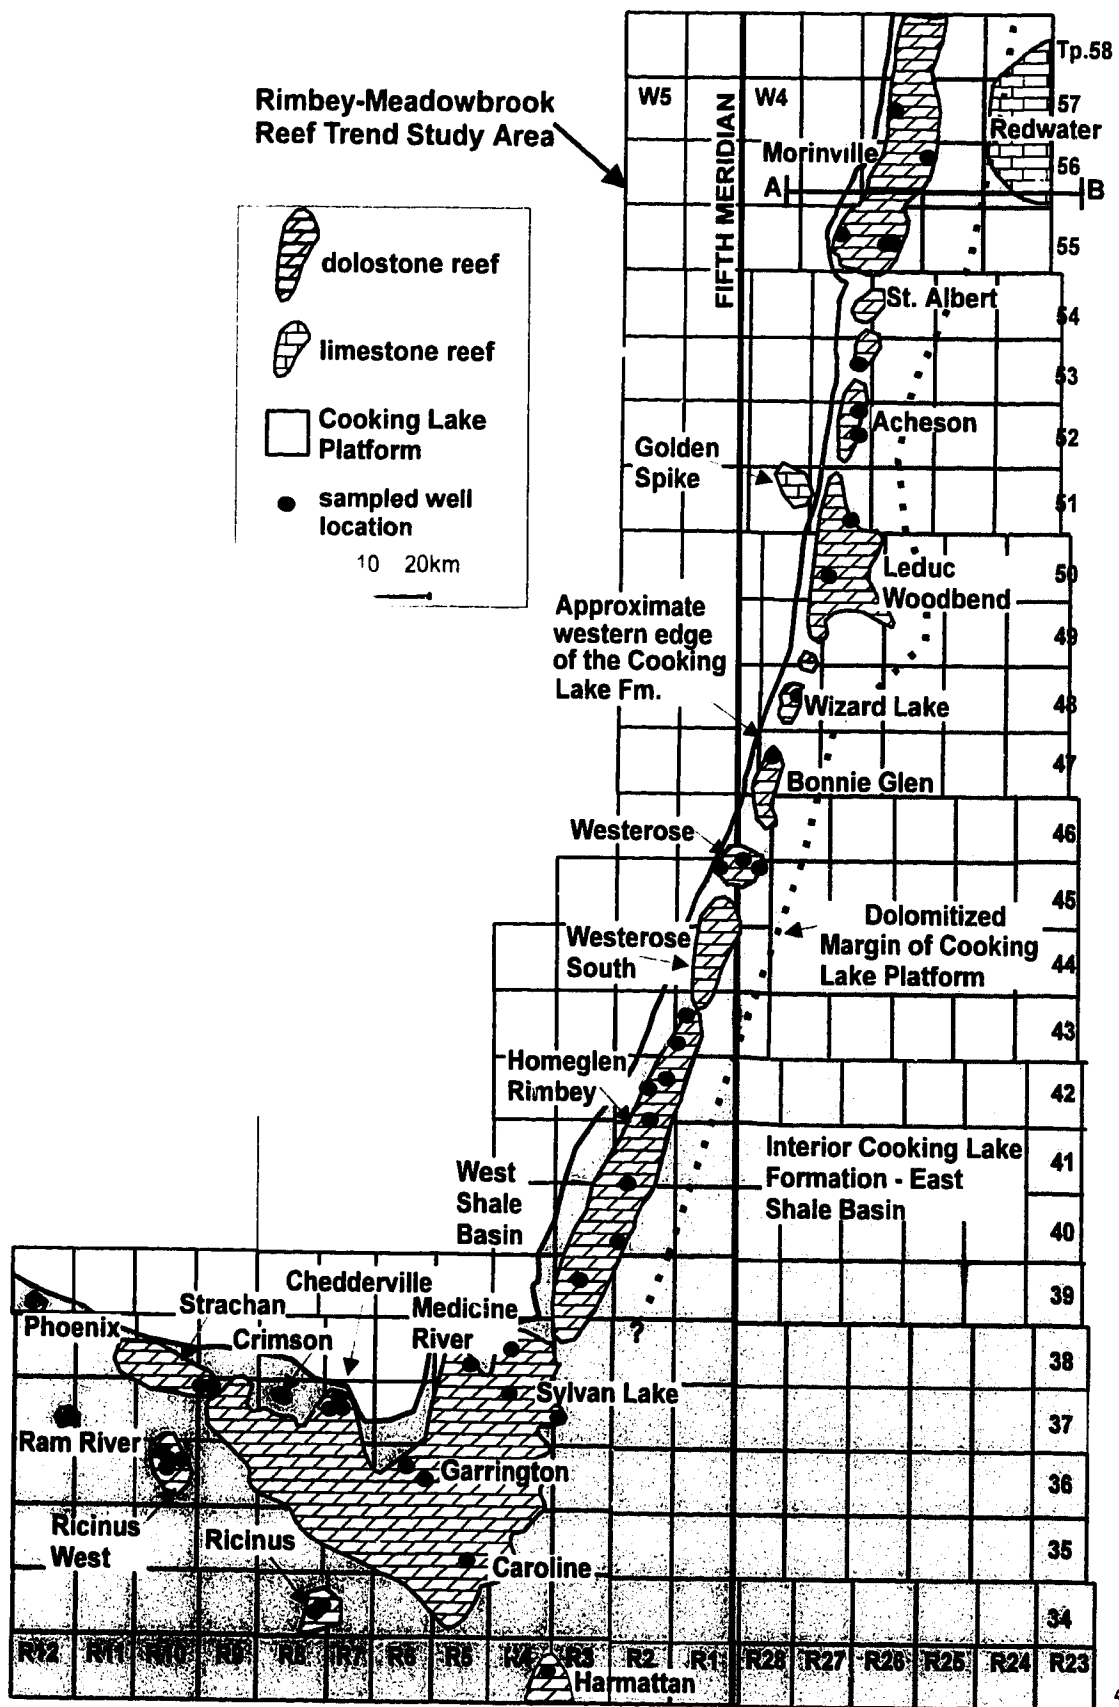 Tp.58
W5
W4
57
Rimbey-Meadowbrook
Reef Trend Study Area
FIFTH MERIDIAN
Redwater
Morinville
56
A
B
dolostone reef
55
St. Albert
54
limestone reef
53
Cooking Lake
Platform
Acheson
52
Golden
Spike
sampled well
location
51
10 20km
Leduc
Woodbend
50
Approximate
western edge
of the Cooking
Lake Fm.
49
Wizard Lake
48
47
Bonnie Glen
Westerose
46
45
Dolomitized
Margin of Cooking
Lake Platform
Westerose
South
44
43
Homeglen
Rimbey
42
Interior Cooking Lake
Formation - East
Shale Basin
41
West
Shale
Basin
40
Chedderville
39
Strachan
Medicine
River
Phoenix
Crimson
?
38
Sylvan Lake
37
Ram River
Garrington
36
Ricinus
West
Ricinus
35
Caroline
34
R12 R11 R10 R9 R8 R7 R6 R5 R4 R3 R2 R1 R28 R27 R26 R25 R24 R23
Harmattan